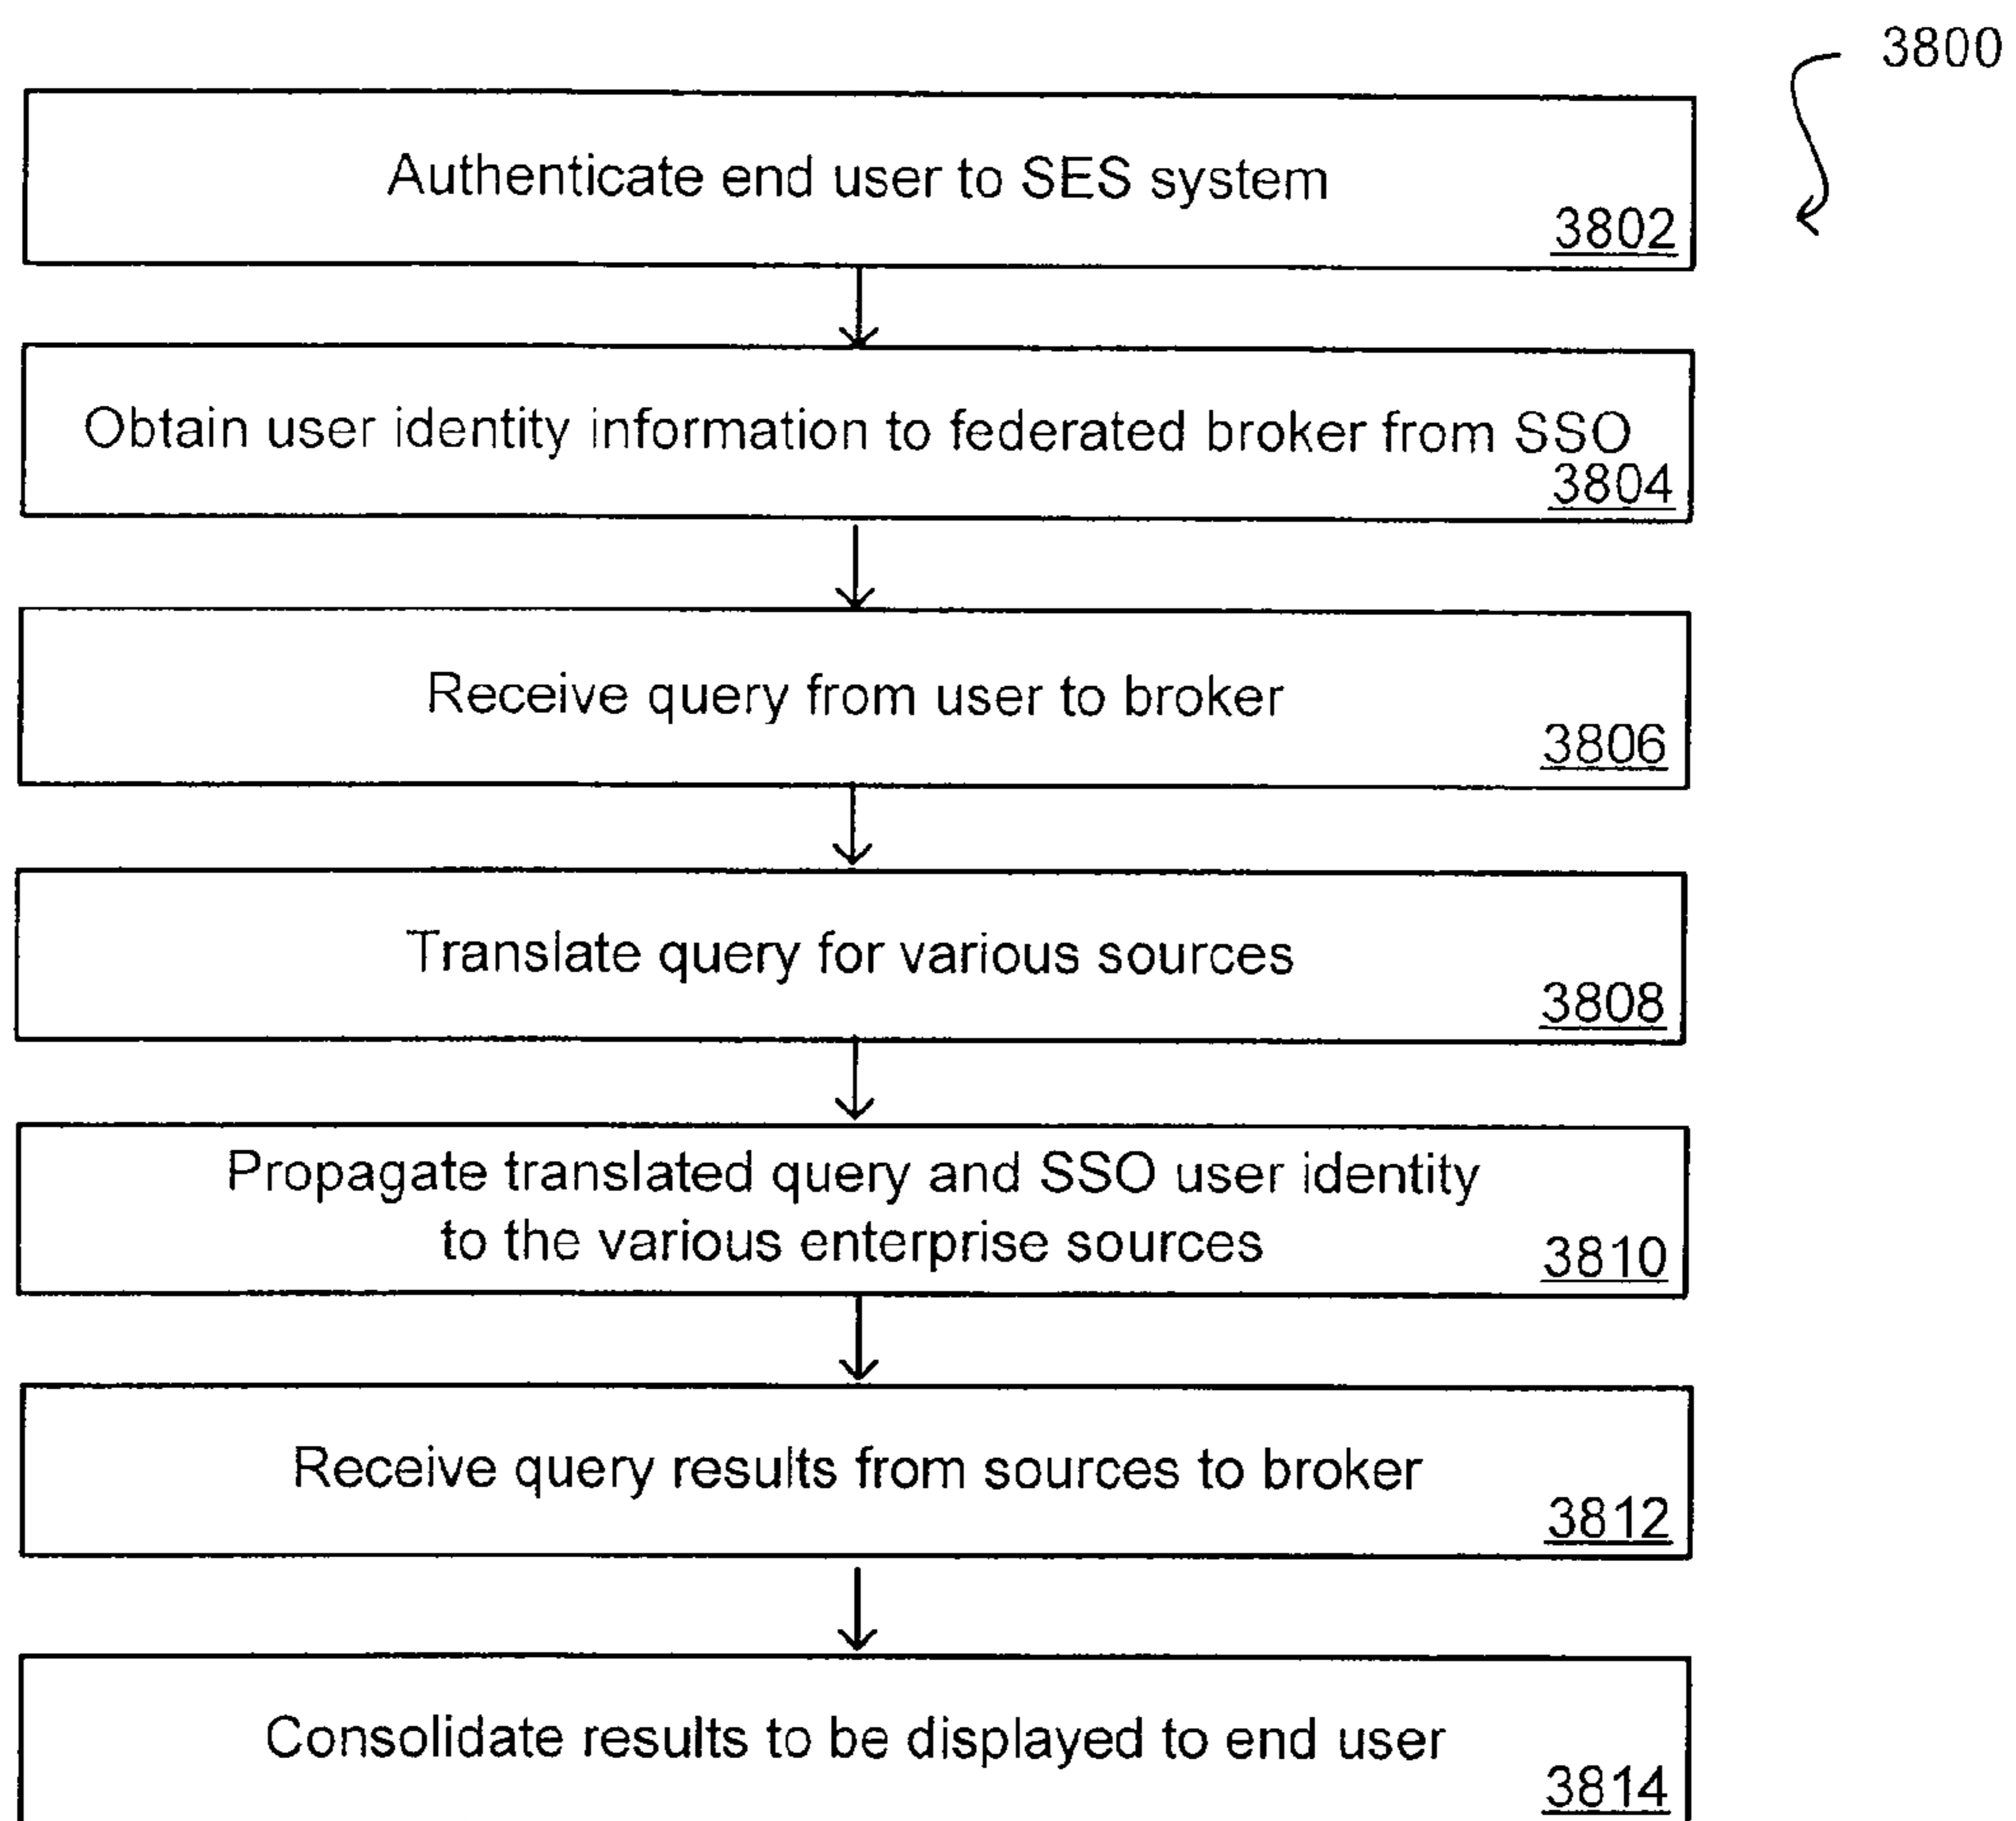 3800
Authenticate end user to SES system
3802
Obtain user identity information to federated broker from SSO
3804
Receive query from user to broker
3806
Translate query for various sources
3808
Propagate translated query and SSO user identity
to the various enterprise sources
3810
Receive query results from sources to broker
3812
Consolidate results to be displayed to end user
3814